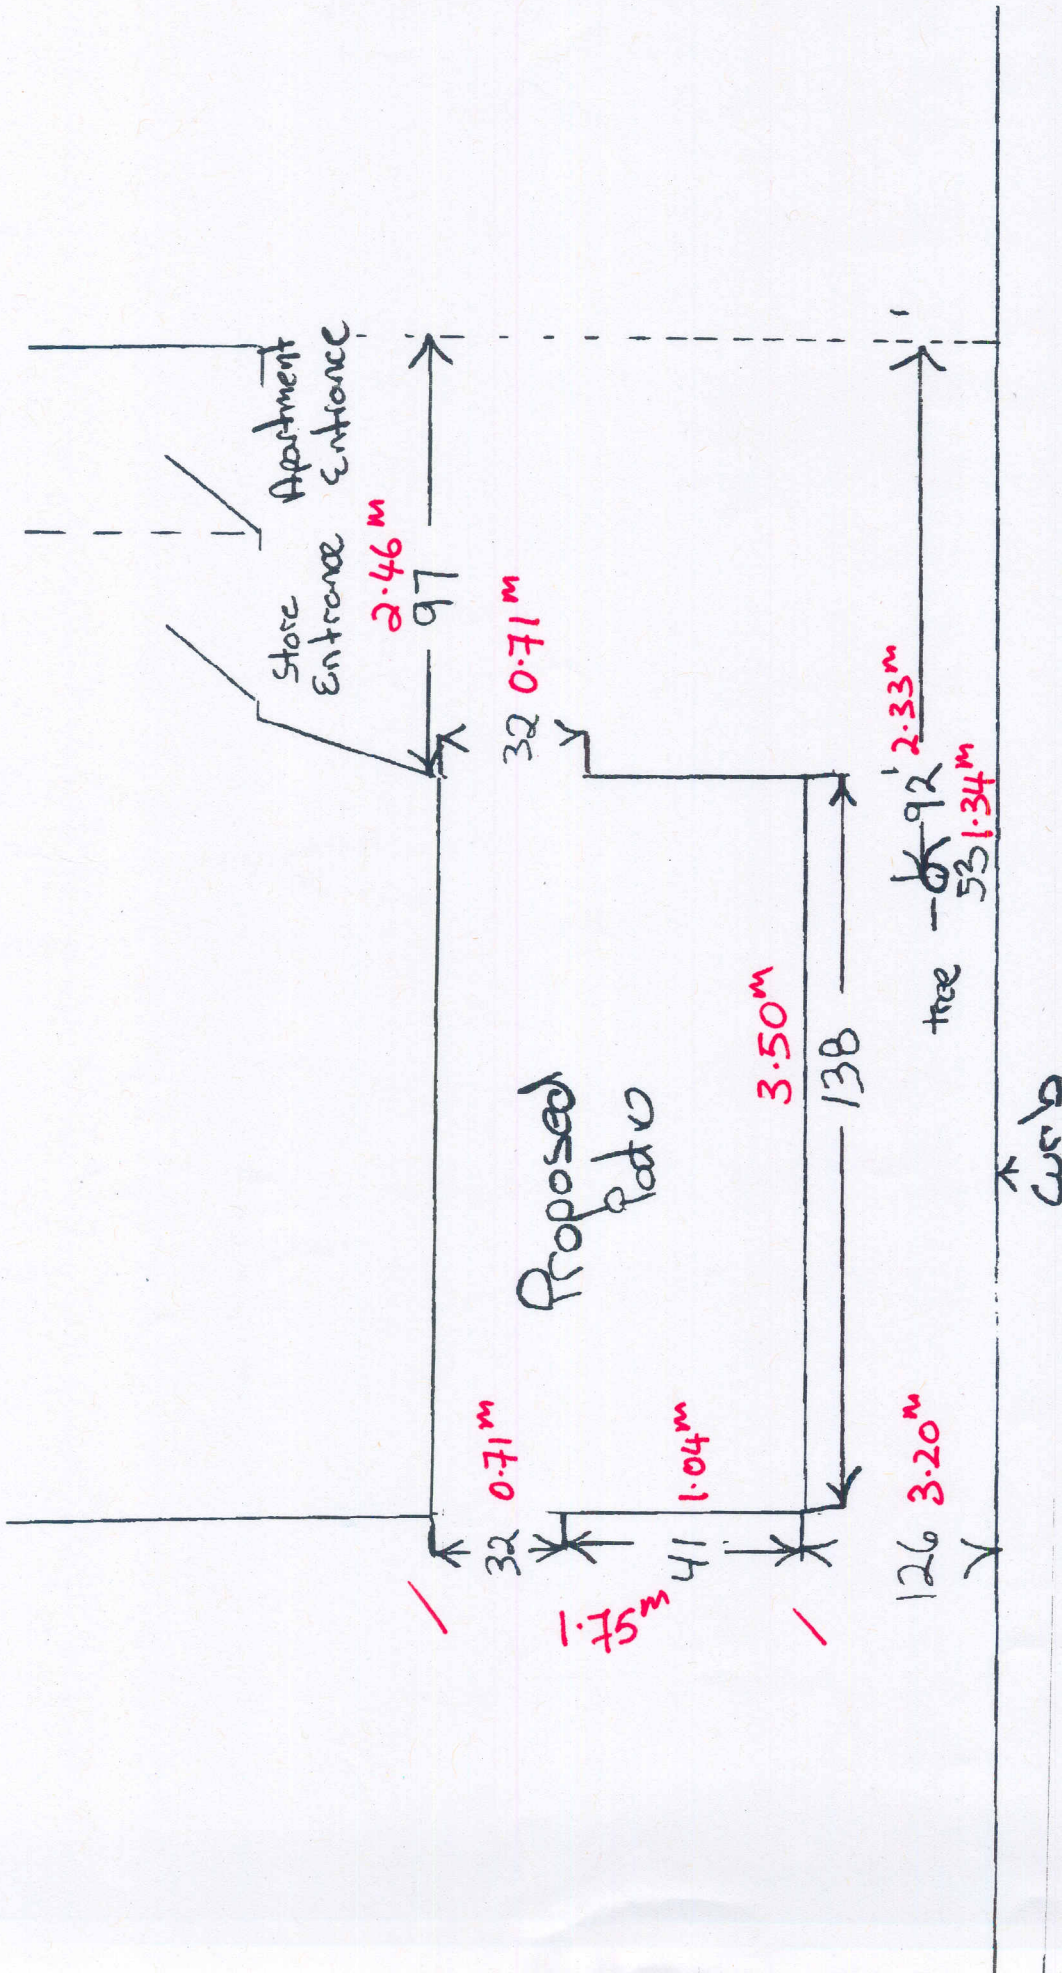 Store
Entrance
Apartment
Entrance
2.46 m
97
32 0.71 m
Proposed
Patio
32 0.71 m
41 1.04 m
1.75 m
3.50 m
138
126 3.20 m
tree
92 2.33 m
53 1.34 m
Curb